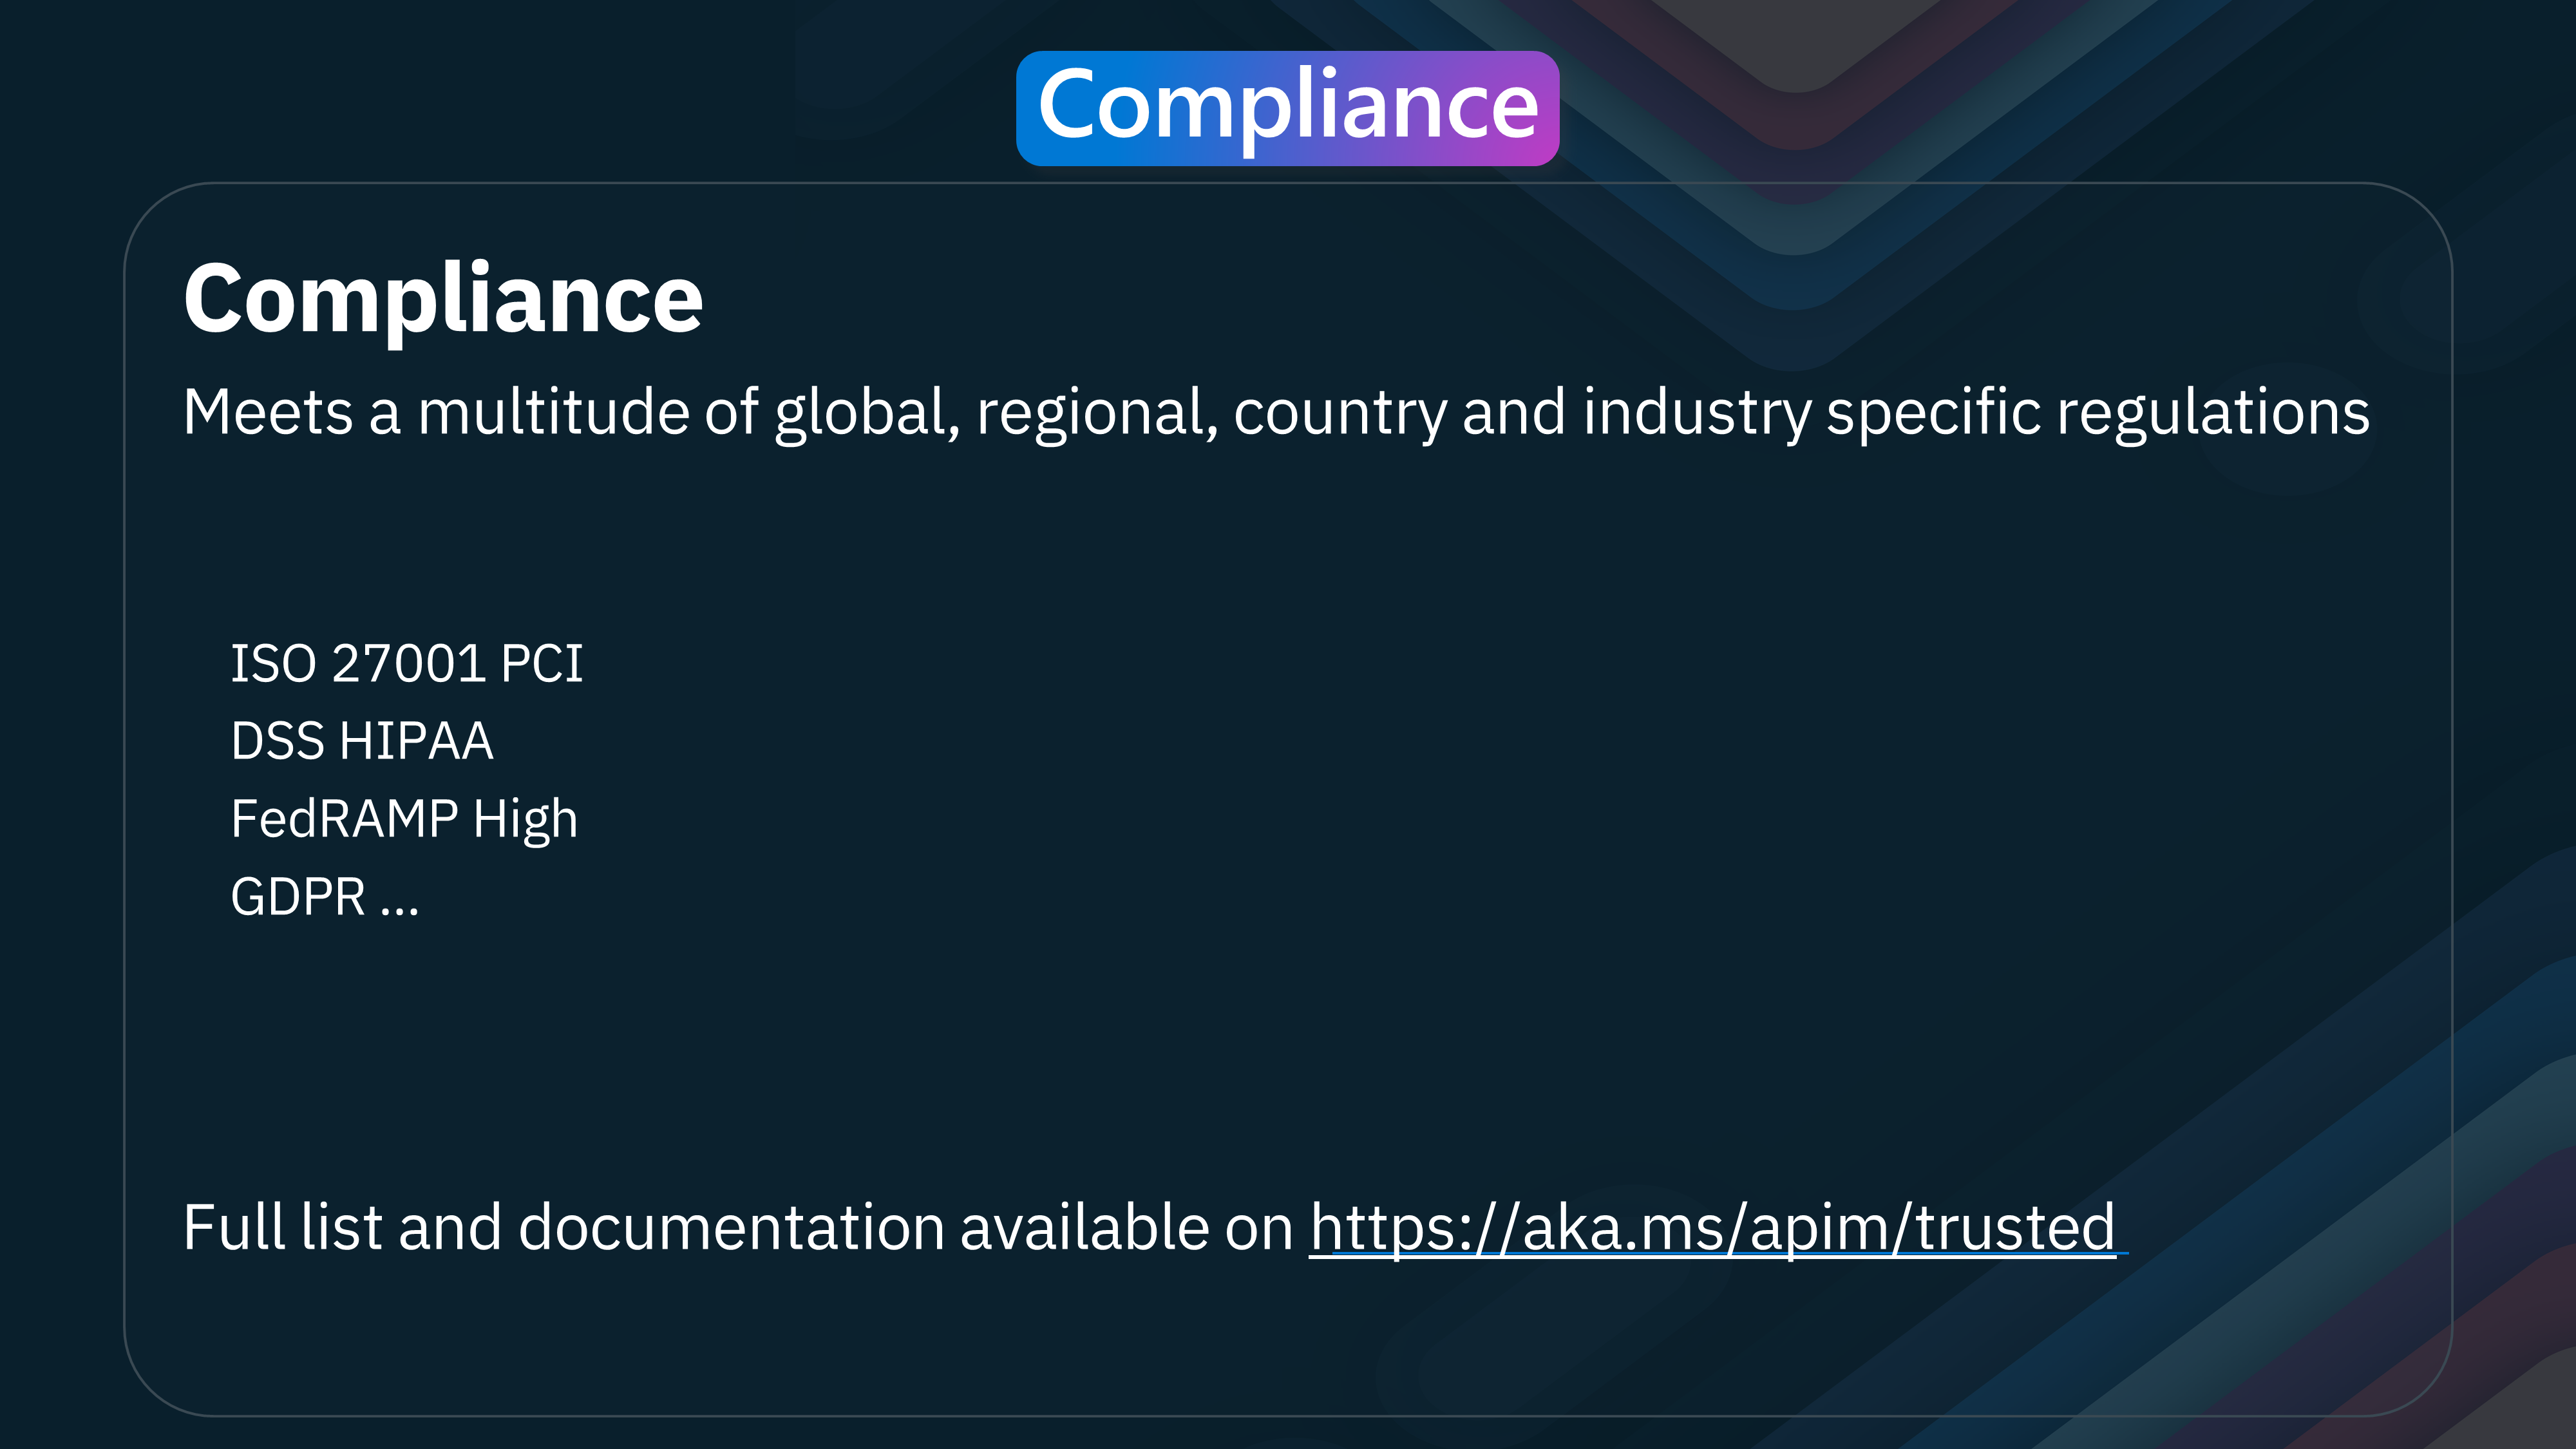 Compliance
Compliance
Meets a multitude of global, regional, country and industry specific regulations
ISO 27001 PCI
DSS HIPAA
FedRAMP High
GDPR ...
Full list and documentation available on https://aka.ms/apim/trusted